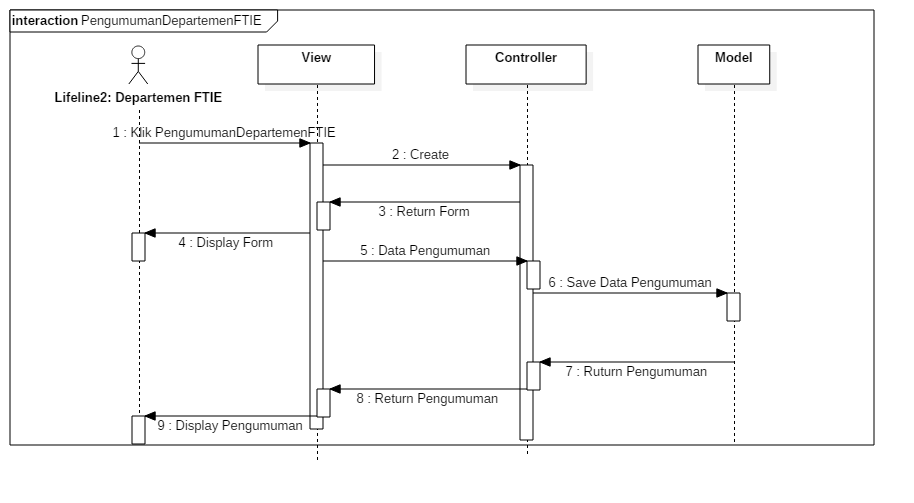 interaction PengumumanDepartemenFTIE
View
Controller
Model
Lifeline2: Departemen FTIE
1 : Klik PengumumanDepartemenFTIE
2 : Create
3 : Return Form
4 : Display Form
5 : Data Pengumuman
6 : Save Data Pengumuman
7 : Ruturn Pengumuman
8 : Return Pengumuman
9 : Display Pengumuman